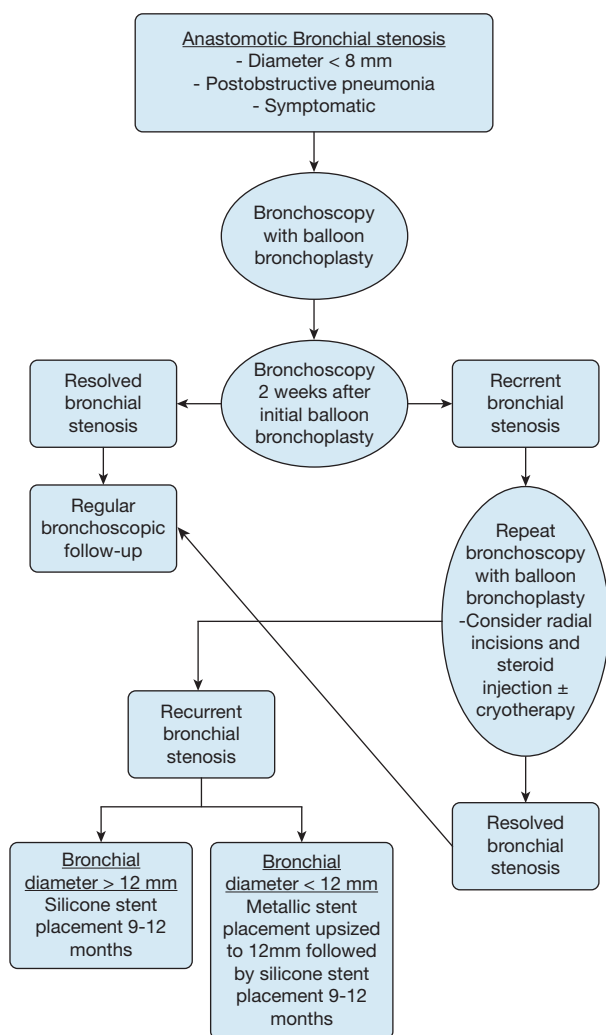 Anastomotic Bronchial stenosis
- Diameter < 8 mm
- Postobstructive pneumonia
- Symptomatic
Bronchoscopy
with balloon
bronchoplasty
Bronchoscopy
2 weeks after
initial balloon
bronchoplasty
Resolved
bronchial
stenosis
Recrrent
bronchial
stenosis
Regular
bronchoscopic
follow-up
Repeat
bronchoscopy
with balloon
bronchoplasty
-Consider radial
incisions and
steroid
injection ±
cryotherapy
Recurrent
bronchial
stenosis
Resolved
bronchial
stenosis
Bronchial
diameter > 12 mm
Silicone stent
placement 9-12
months
Bronchial
diameter < 12 mm
Metallic stent
placement upsized
to 12mm followed
by silicone stent
placement 9-12
months